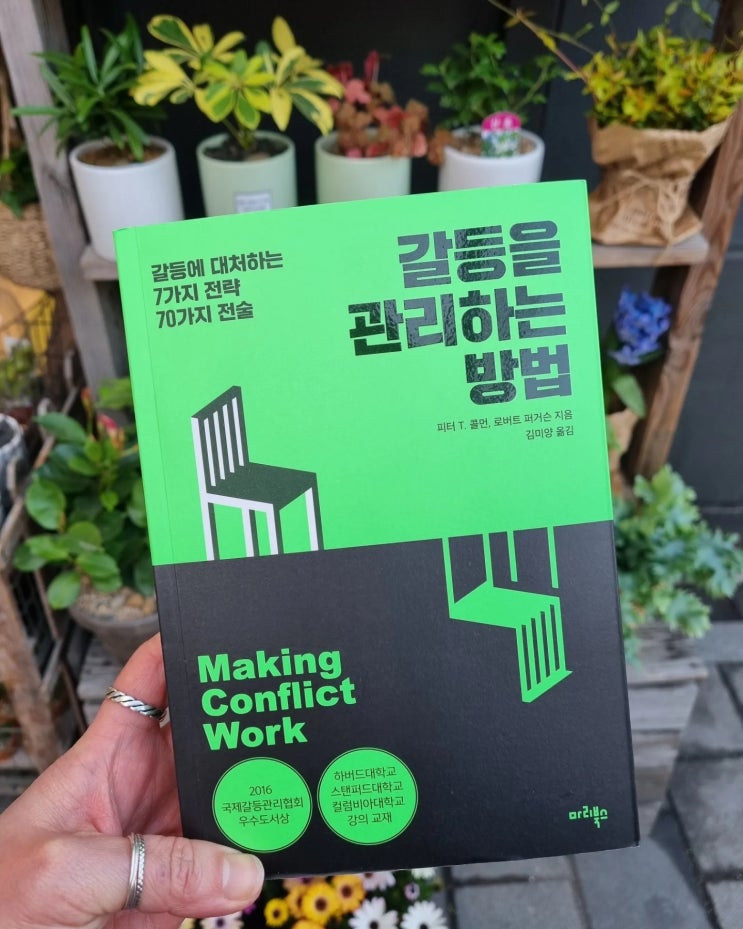 갈등에 대처하는
7가지 전략
70가지 전술
갈등을
관리하는
방법
피터 T. 콜먼, 로버트 퍼거슨 지음
김미양 옮김
Making
Conflict
Work
2016
국제갈등관리협회
우수도서상
하버드대학교
스탠퍼드대학교
컬럼비아대학교
강의 교재
마리북스